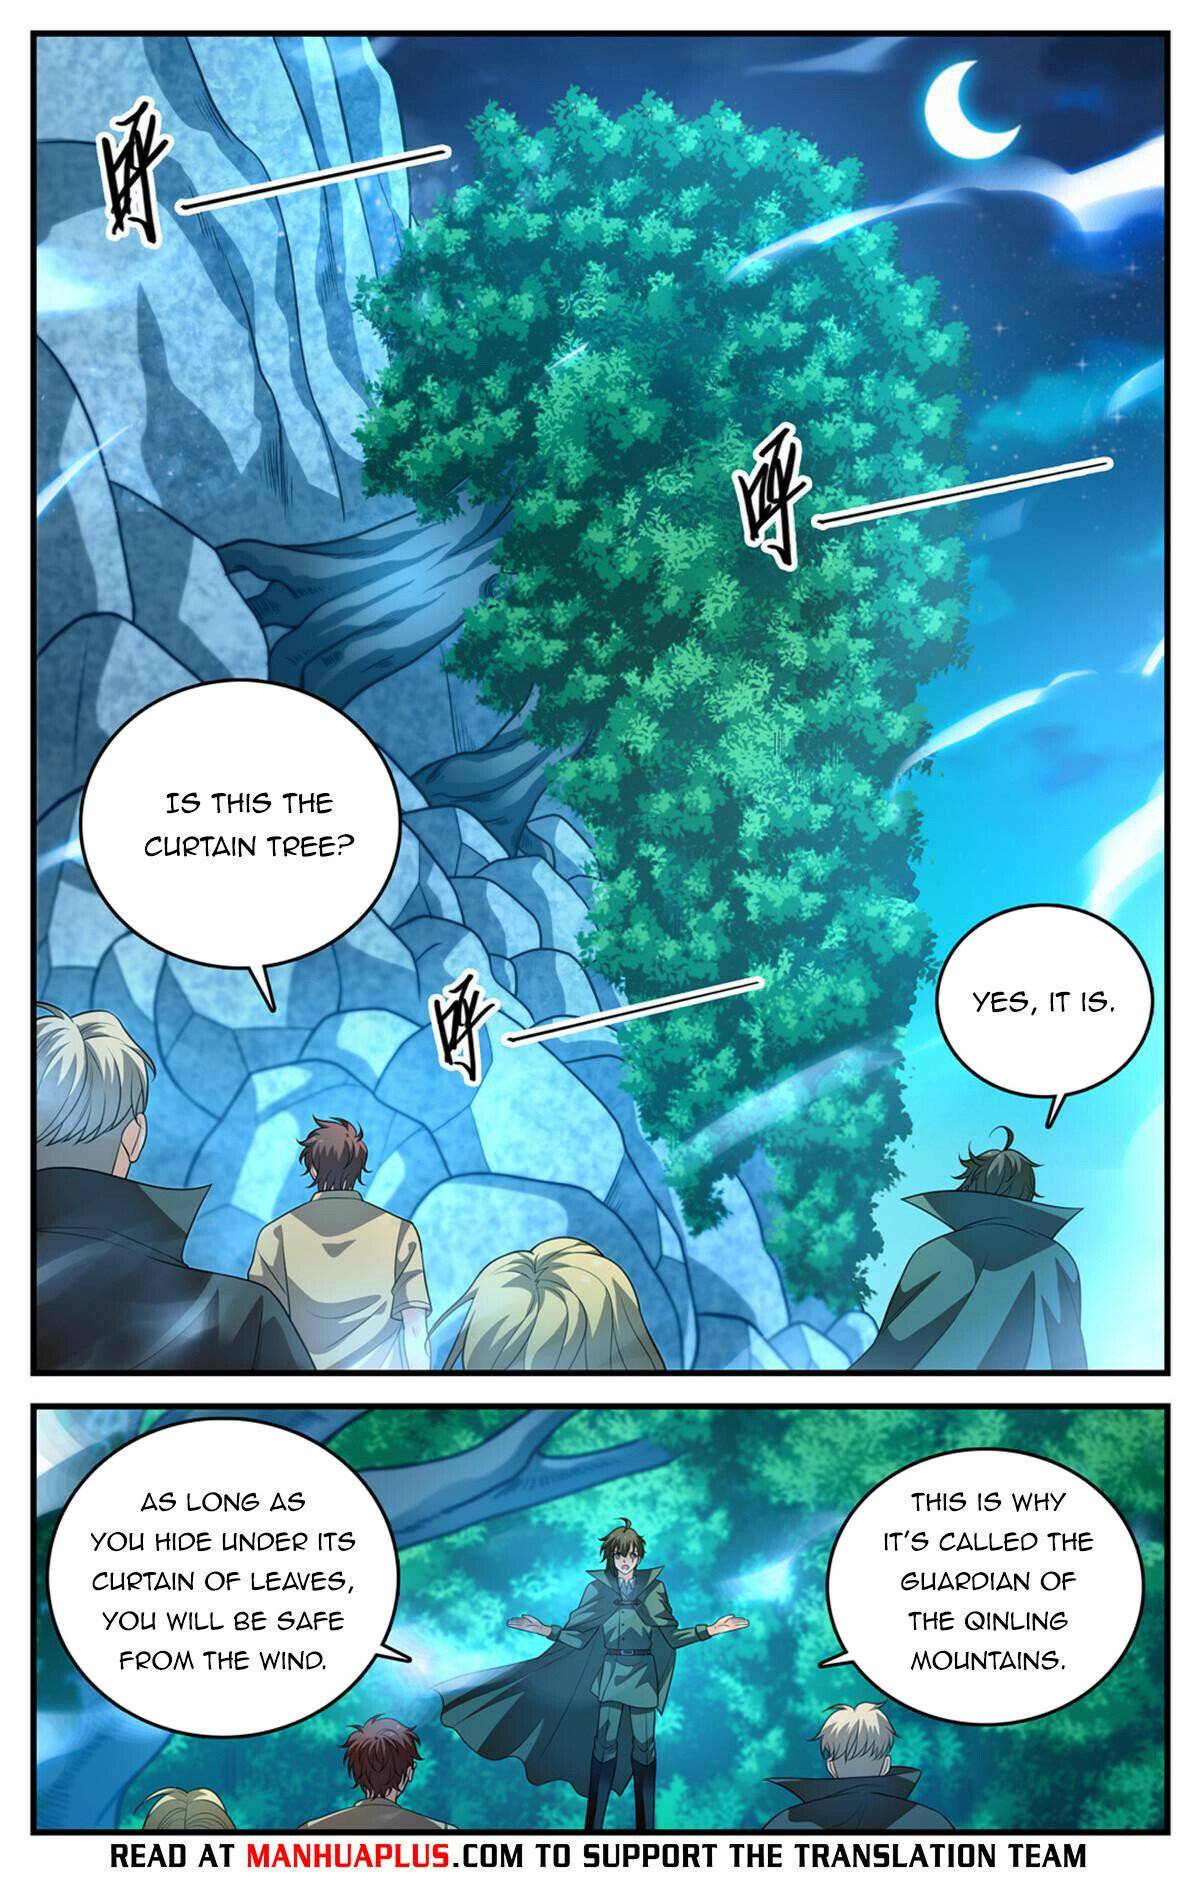 呼——
呼——
IS THIS THE
CURTAIN TREE?
YES, IT IS.
呼——
AS LONG AS
YOU HIDE UNDER ITS
CURTAIN OF LEAVES,
YOU WILL BE SAFE
FROM THE WIND.
THIS IS WHY
IT'S CALLED THE
GUARDIAN OF
THE QINLING
MOUNTAINS.
READ AT MANHUAPLUS.COM TO SUPPORT THE TRANSLATION TEAM